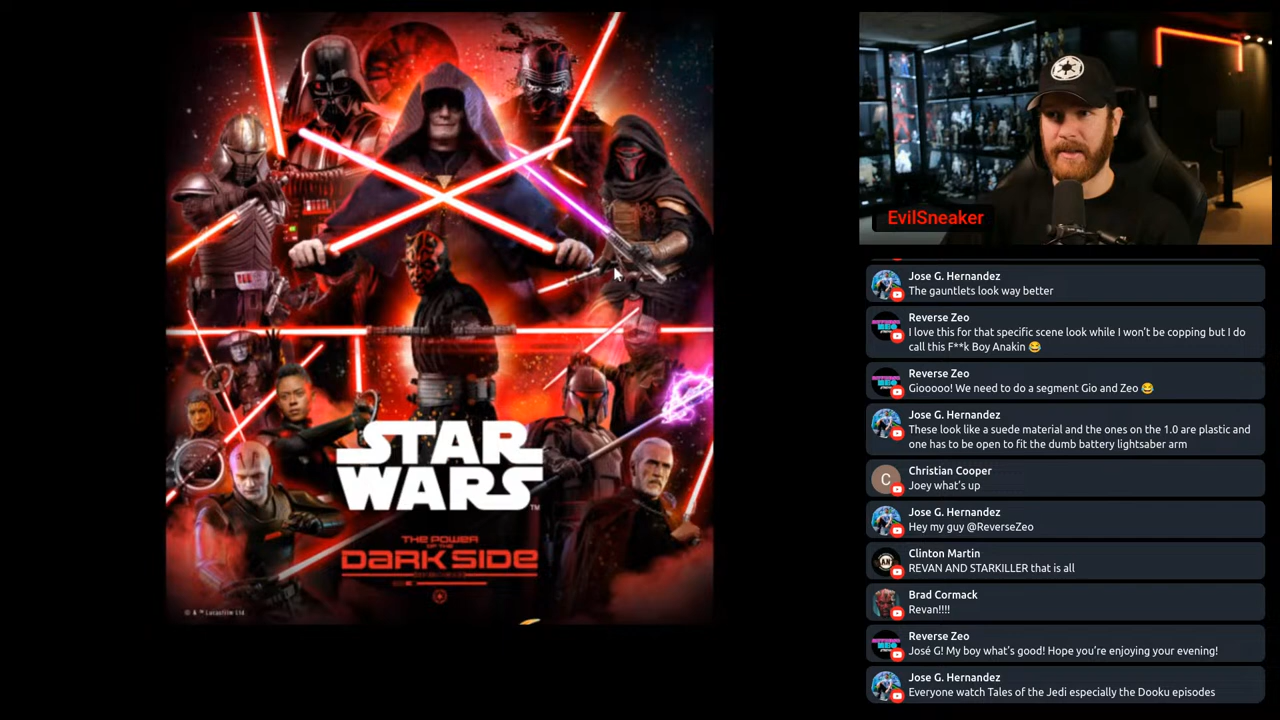 STAR
WARS
TM
THE POWER
OF THE
DARK SIDE
© & ™ Lucasfilm Ltd.
EvilSneaker
Jose G. Hernandez
The gauntlets look way better
Reverse Zeo
I love this for that specific scene look while I won't be copping but I do
call this F**k Boy Anakin 😂
Reverse Zeo
Giooooo! We need to do a segment Gio and Zeo 😂
Jose G. Hernandez
These look like a suede material and the ones on the 1.0 are plastic and
one has to be open to fit the dumb battery lightsaber arm
C
Christian Cooper
Joey what's up
Jose G. Hernandez
Hey my guy @ReverseZeo
Clinton Martin
REVAN AND STARKILLER that is all
Brad Cormack
Revan!!!!
Reverse Zeo
José G! My boy what's good! Hope you're enjoying your evening!
Jose G. Hernandez
Everyone watch Tales of the Jedi especially the Dooku episodes